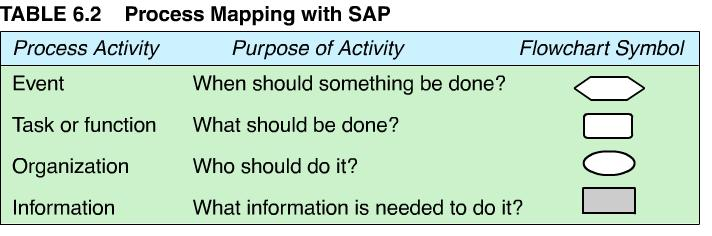 TABLE 6.2 Process Mapping with SAP
Process Activity Purpose of Activity Flowchart Symbol
Event When should something be done?
Task or function What should be done?
Organization Who should do it?
Information What information is needed to do it?